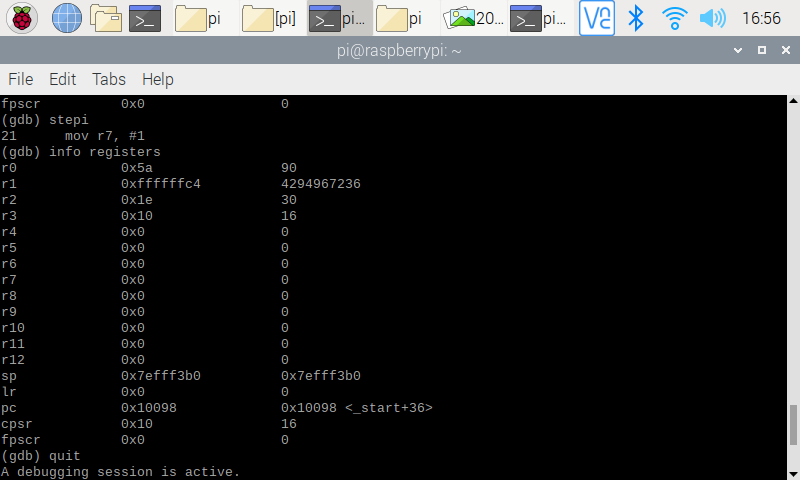 pi
[pi]
pi...
pi
20...
pi...
16:56
pi@raspberrypi: ~
File Edit Tabs Help
fpscr 0x0 0
(gdb) stepi
21 mov r7, #1
(gdb) info registers
r0 0x5a 90
r1 0xffffffc4 4294967236
r2 0x1e 30
r3 0x10 16
r4 0x0 0
r5 0x0 0
r6 0x0 0
r7 0x0 0
r8 0x0 0
r9 0x0 0
r10 0x0 0
r11 0x0 0
r12 0x0 0
sp 0x7efff3b0 0x7efff3b0
lr 0x0 0
pc 0x10098 0x10098 <_start+36>
cpsr 0x10 16
fpscr 0x0 0
(gdb) quit
A debugging session is active.